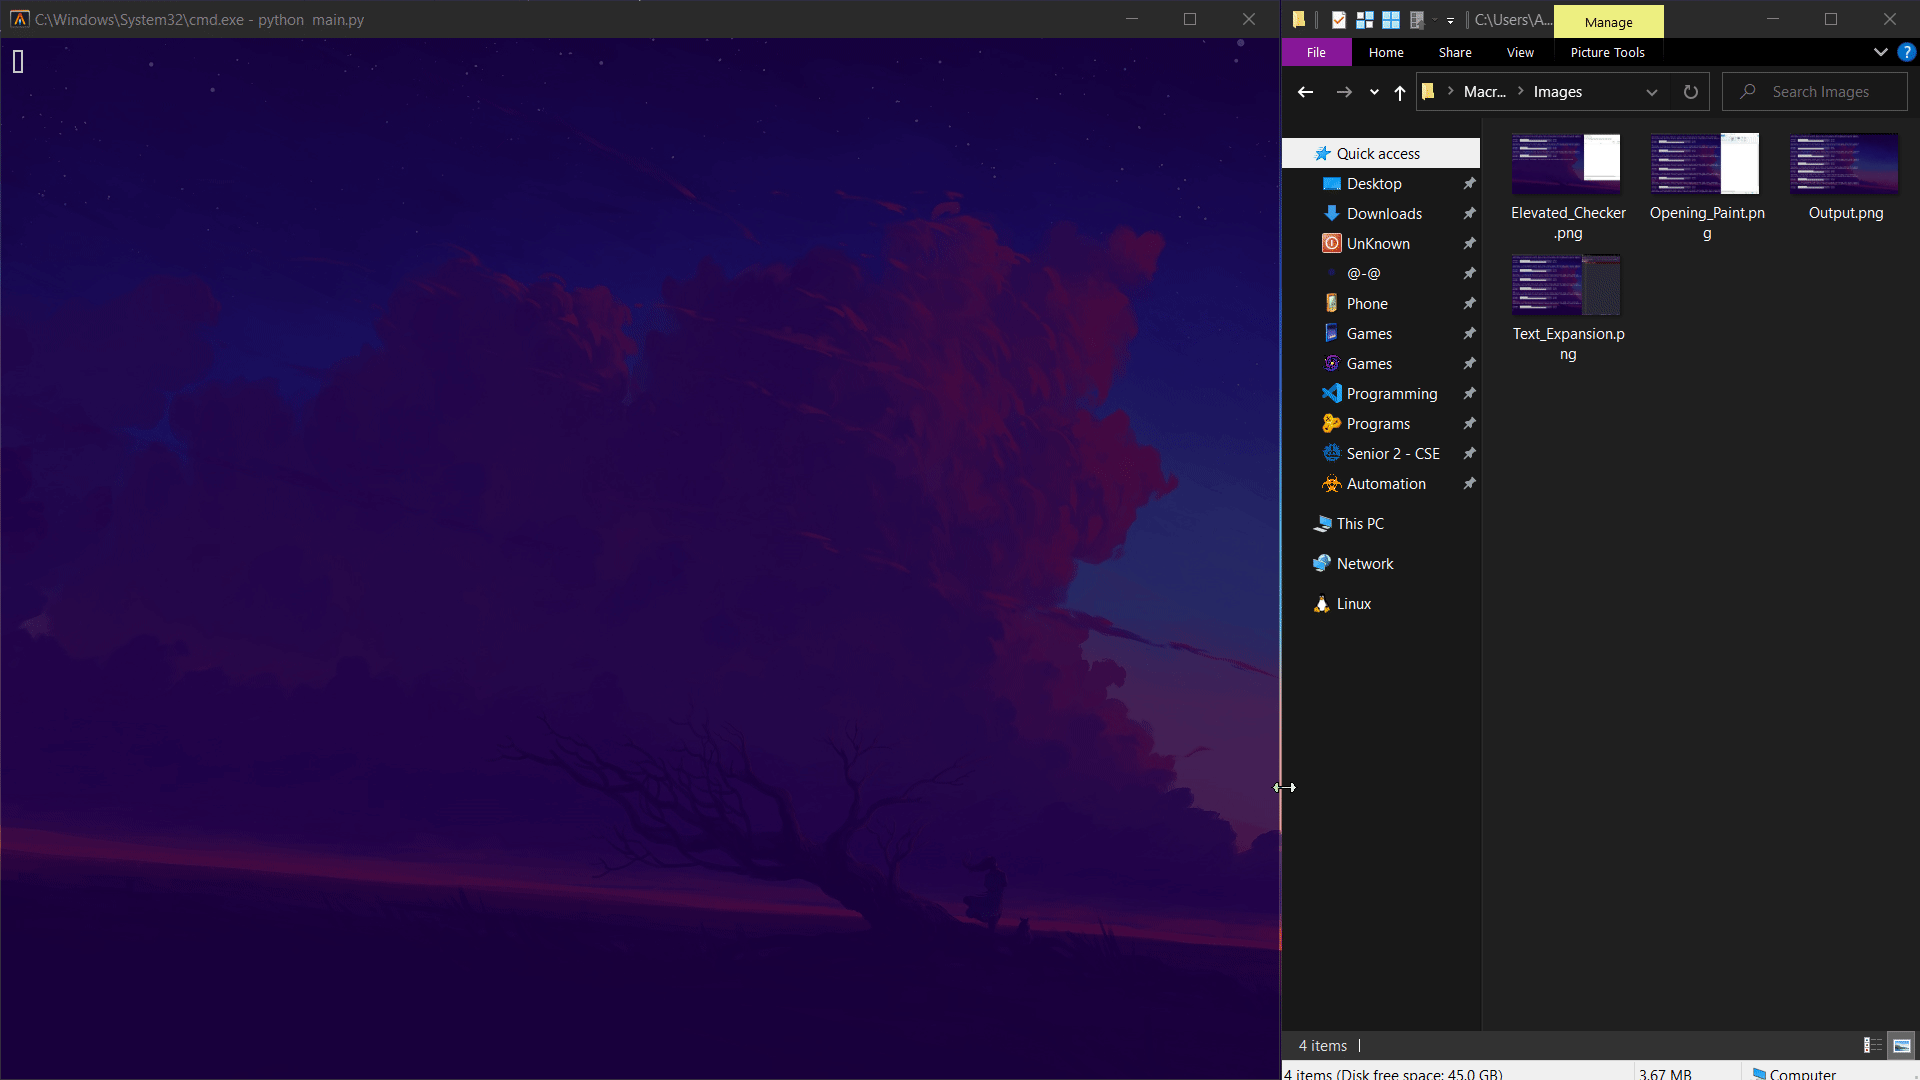 C:\Windows\System32\cmd.exe - python  main.py
C:\Users\A...
Manage
File
Home
Share
View
Picture Tools
?
Macr...
Images
Search Images
Quick access
Desktop
Downloads
UnKnown
@-@
Phone
Games
Games
Programming
Programs
Senior 2 - CSE
Automation
This PC
Network
Linux
Elevated_Checker
.png
Opening_Paint.pn
g
Output.png
Text_Expansion.p
ng
4 items
4 items (Disk free space: 45.0 GB)
3.67 MB
Computer